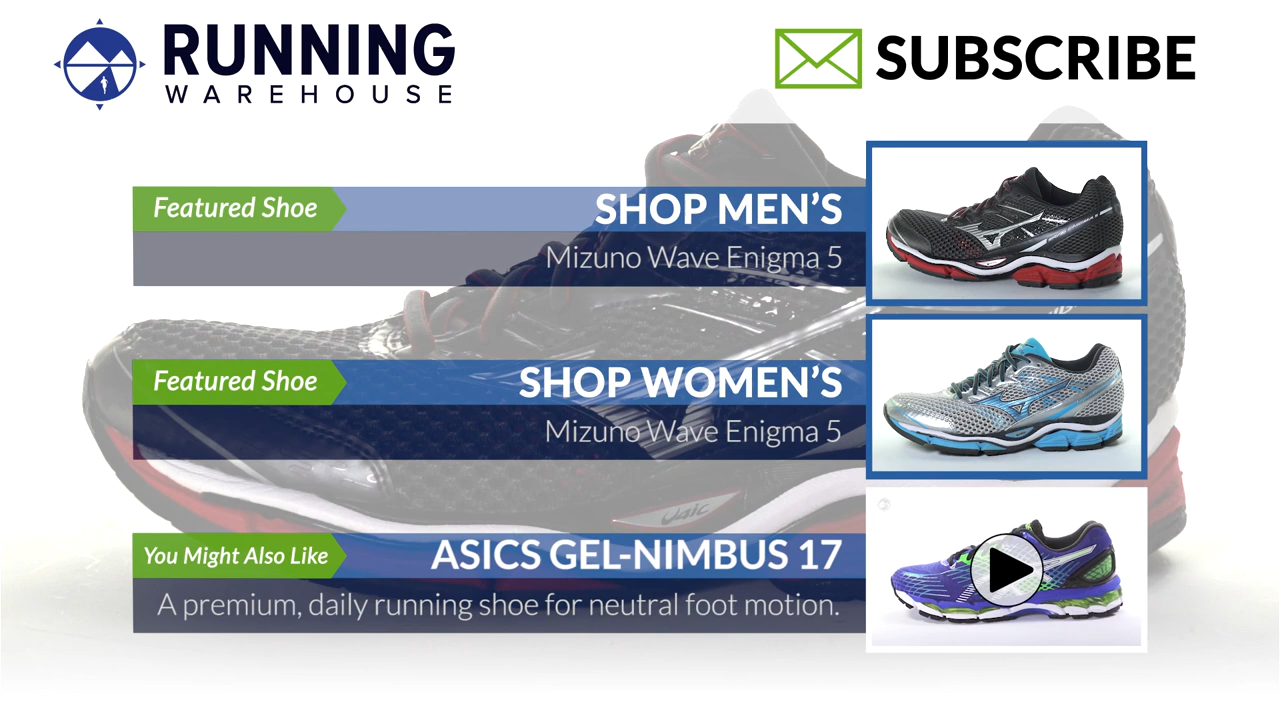 RUNNING
WAREHOUSE
SUBSCRIBE
Featured Shoe
SHOP MEN'S
Mizuno Wave Enigma 5
Featured Shoe
SHOP WOMEN'S
Mizuno Wave Enigma 5
You Might Also Like
ASICS GEL-NIMBUS 17
A premium, daily running shoe for neutral foot motion.